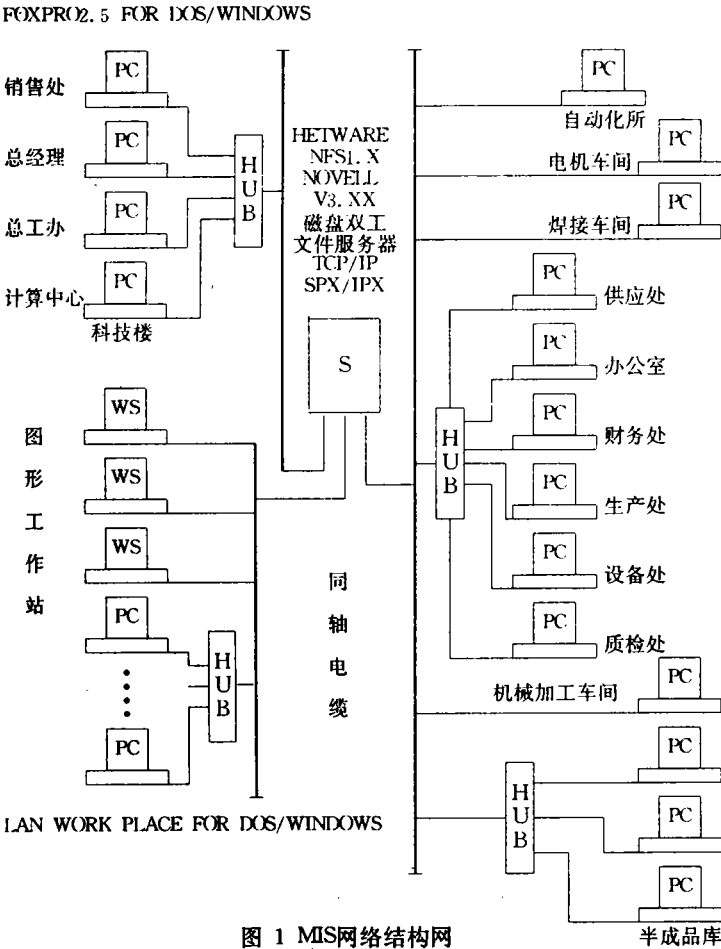 FOXPRO2.5 FOR DOS/WINDOWS
销售处
PC
总经理
PC
总工办
PC
计算中心
PC
科技楼
HUB
HETWARE
NFS1.X
NOVELL
V3.XX
磁盘双工
文件服务器
TCP/IP
SPX/IPX
S
PC
自动化所
电机车间
PC
焊接车间
PC
PC
供应处
PC
办公室
PC
财务处
PC
生产处
PC
设备处
PC
质检处
HUB
图形工作站
WS
WS
WS
PC
PC
HUB
同轴电缆
机械加工车间
PC
HUB
PC
PC
PC
半成品库
LAN WORK PLACE FOR DOS/WINDOWS
图 1 MIS网络结构网